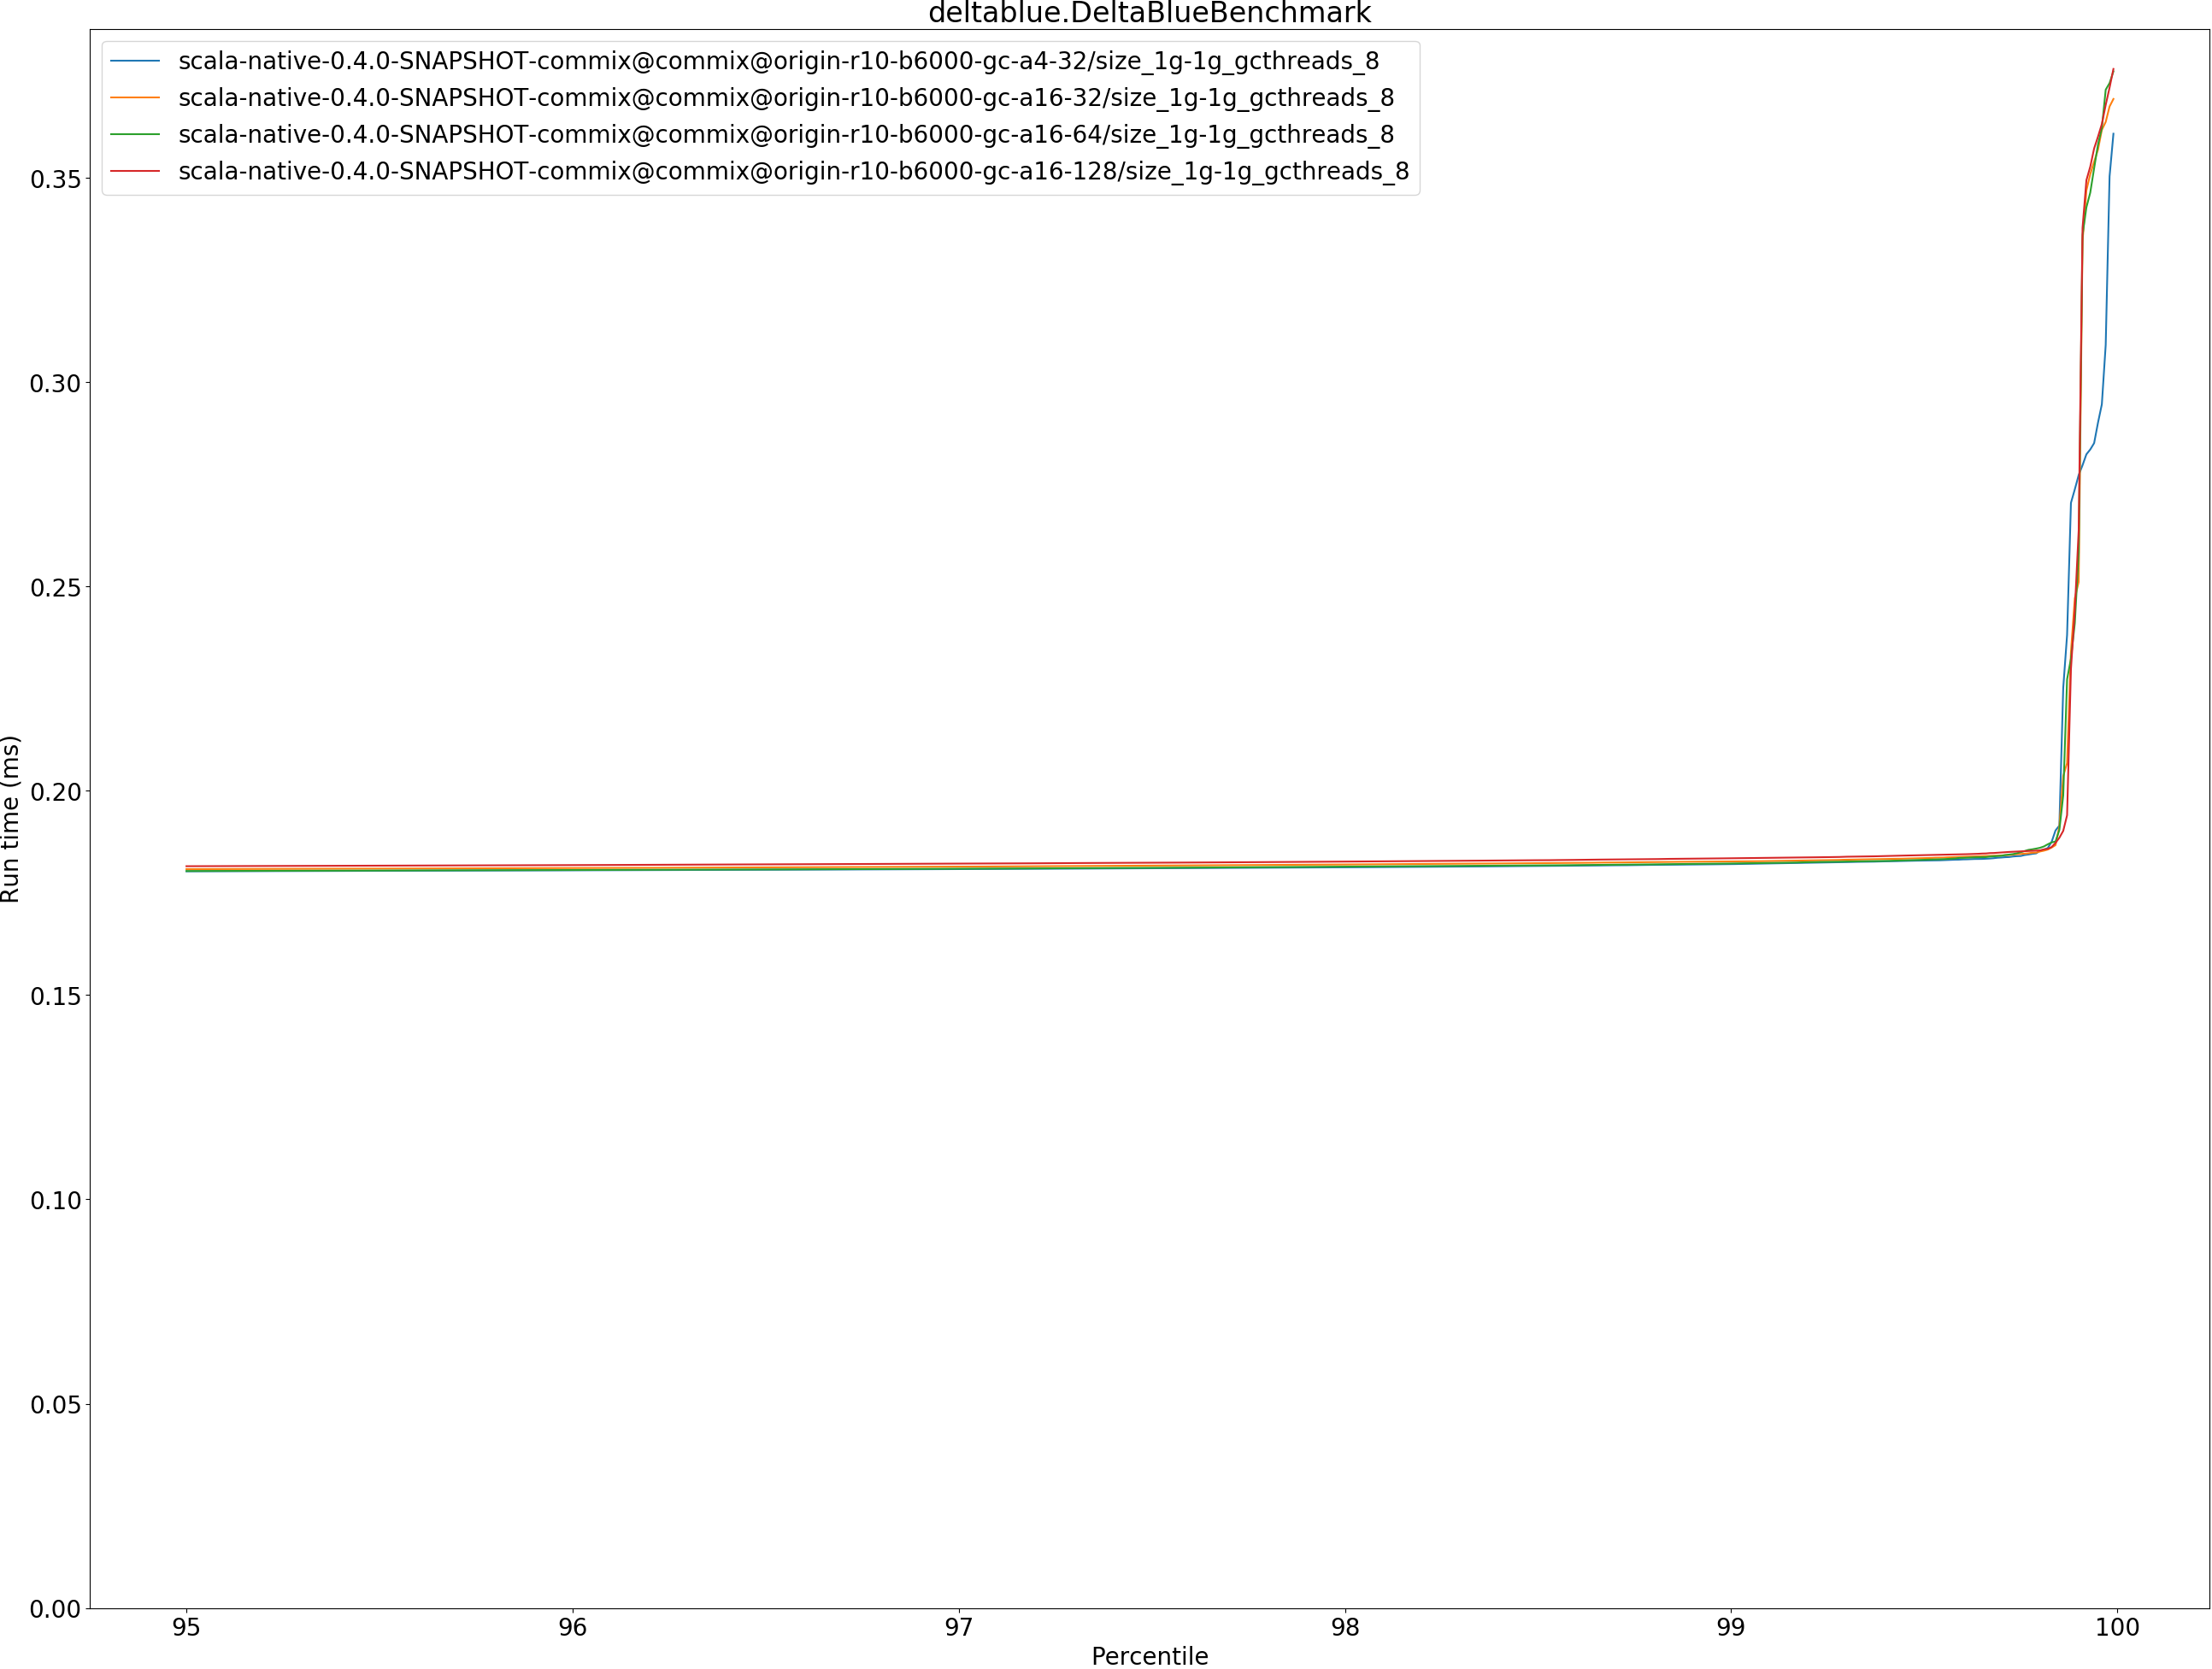 deltablue.DeltaBlueBenchmark
scala-native-0.4.0-SNAPSHOT-commix@commix@origin-r10-b6000-gc-a4-32/size_1g-1g_gcthreads_8
scala-native-0.4.0-SNAPSHOT-commix@commix@origin-r10-b6000-gc-a16-32/size_1g-1g_gcthreads_8
scala-native-0.4.0-SNAPSHOT-commix@commix@origin-r10-b6000-gc-a16-64/size_1g-1g_gcthreads_8
scala-native-0.4.0-SNAPSHOT-commix@commix@origin-r10-b6000-gc-a16-128/size_1g-1g_gcthreads_8
0.35
0.30
0.25
0.20
0.15
0.10
0.05
0.00
Run time (ms)
95 96 97 98 99 100
Percentile